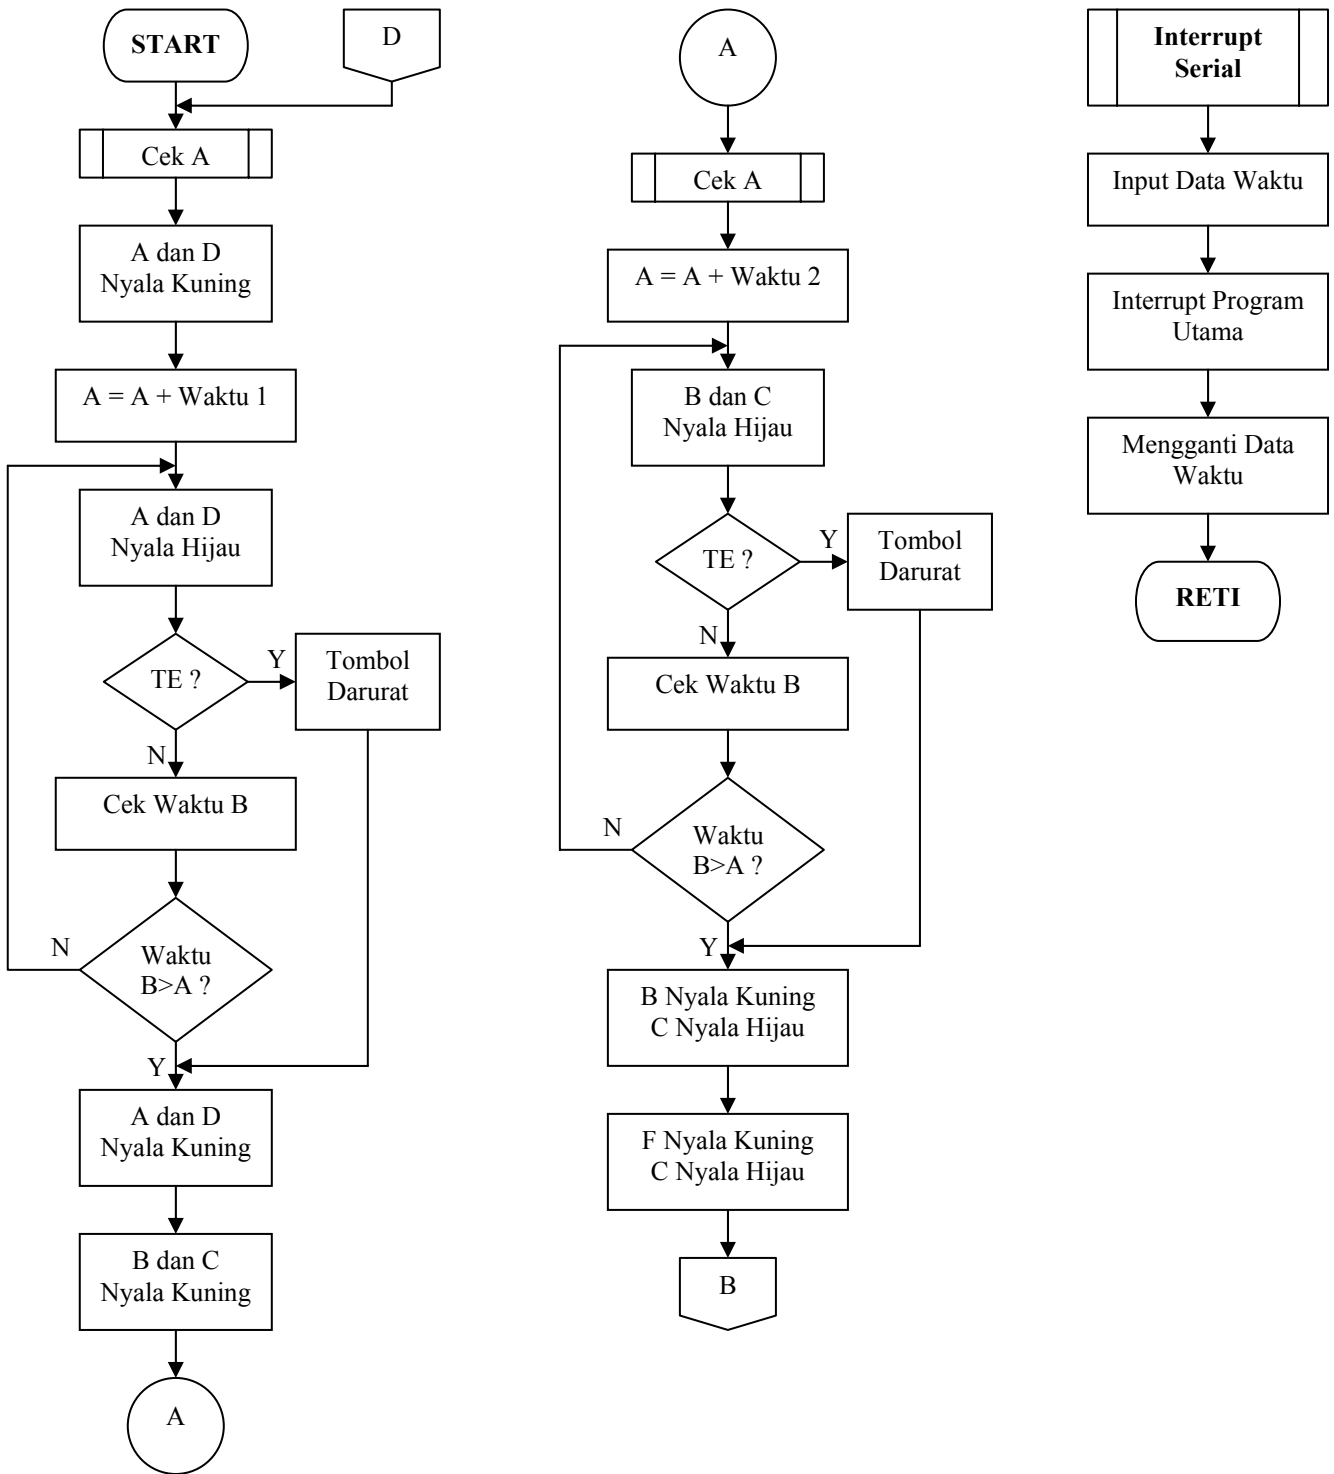 START
D
Cek A
A dan D
Nyala Kuning
A = A + Waktu 1
A dan D
Nyala Hijau
TE ?
Y
Tombol
Darurat
N
Cek Waktu B
N
Waktu
B>A ?
Y
A dan D
Nyala Kuning
B dan C
Nyala Kuning
A
A
Cek A
A = A + Waktu 2
B dan C
Nyala Hijau
TE ?
Y
Tombol
Darurat
N
Cek Waktu B
N
Waktu
B>A ?
Y
B Nyala Kuning
C Nyala Hijau
F Nyala Kuning
C Nyala Hijau
B
Interrupt
Serial
Input Data Waktu
Interrupt Program
Utama
Mengganti Data
Waktu
RETI